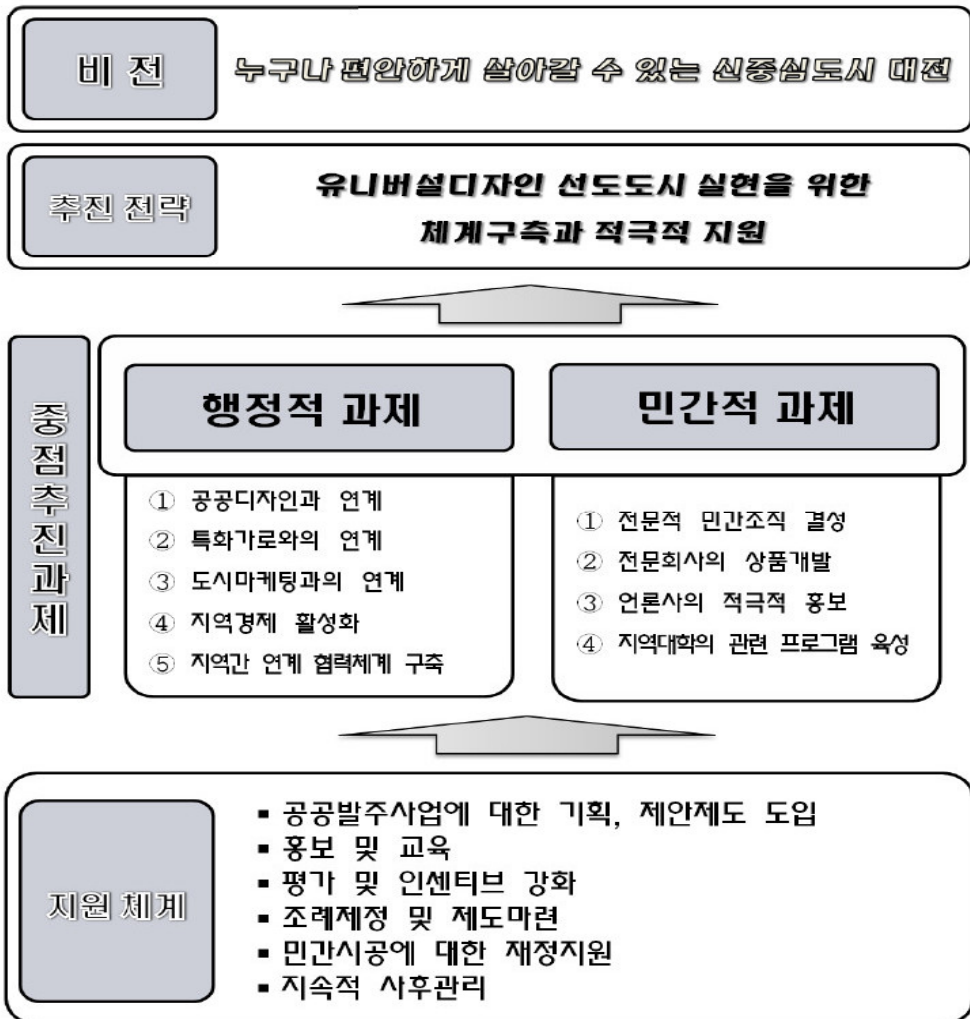 비 전
누구나 편안하게 살아갈 수 있는 신중심도시 대전
추진 전략
유니버설디자인 선도도시 실현을 위한
체계구축과 적극적 지원
중점추진과제
행정적 과제
① 공공디자인과 연계
② 특화가로와의 연계
③ 도시마케팅과의 연계
④ 지역경제 활성화
⑤ 지역간 연계 협력체계 구축
민간적 과제
① 전문적 민간조직 결성
② 전문회사의 상품개발
③ 언론사의 적극적 홍보
④ 지역대학의 관련 프로그램 육성
지원 체계
▪ 공공발주사업에 대한 기획, 제안제도 도입
▪ 홍보 및 교육
▪ 평가 및 인센티브 강화
▪ 조례제정 및 제도마련
▪ 민간시공에 대한 재정지원
▪ 지속적 사후관리